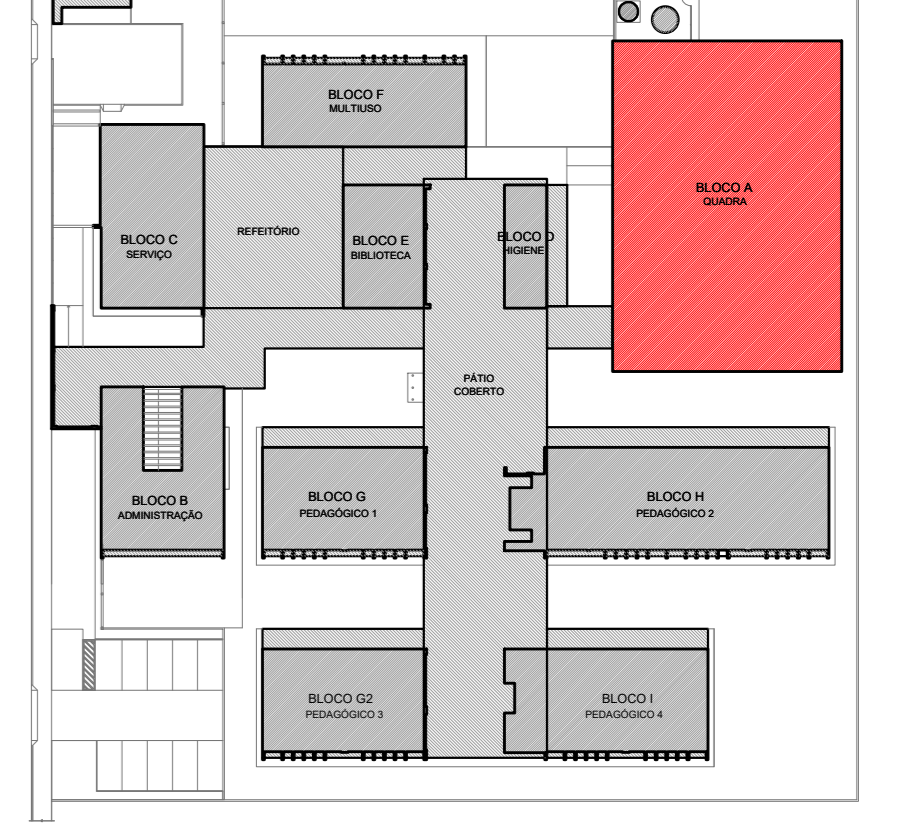 BLOCO F
MULTIUSO
BLOCO A
QUADRA
BLOCO C
SERVIÇO
REFEITÓRIO
BLOCO E
BIBLIOTECA
BLOCO D
HIGIENE
PÁTIO
COBERTO
BLOCO B
ADMINISTRAÇÃO
BLOCO G
PEDAGÓGICO 1
BLOCO H
PEDAGÓGICO 2
BLOCO G2
PEDAGÓGICO 3
BLOCO I
PEDAGÓGICO 4